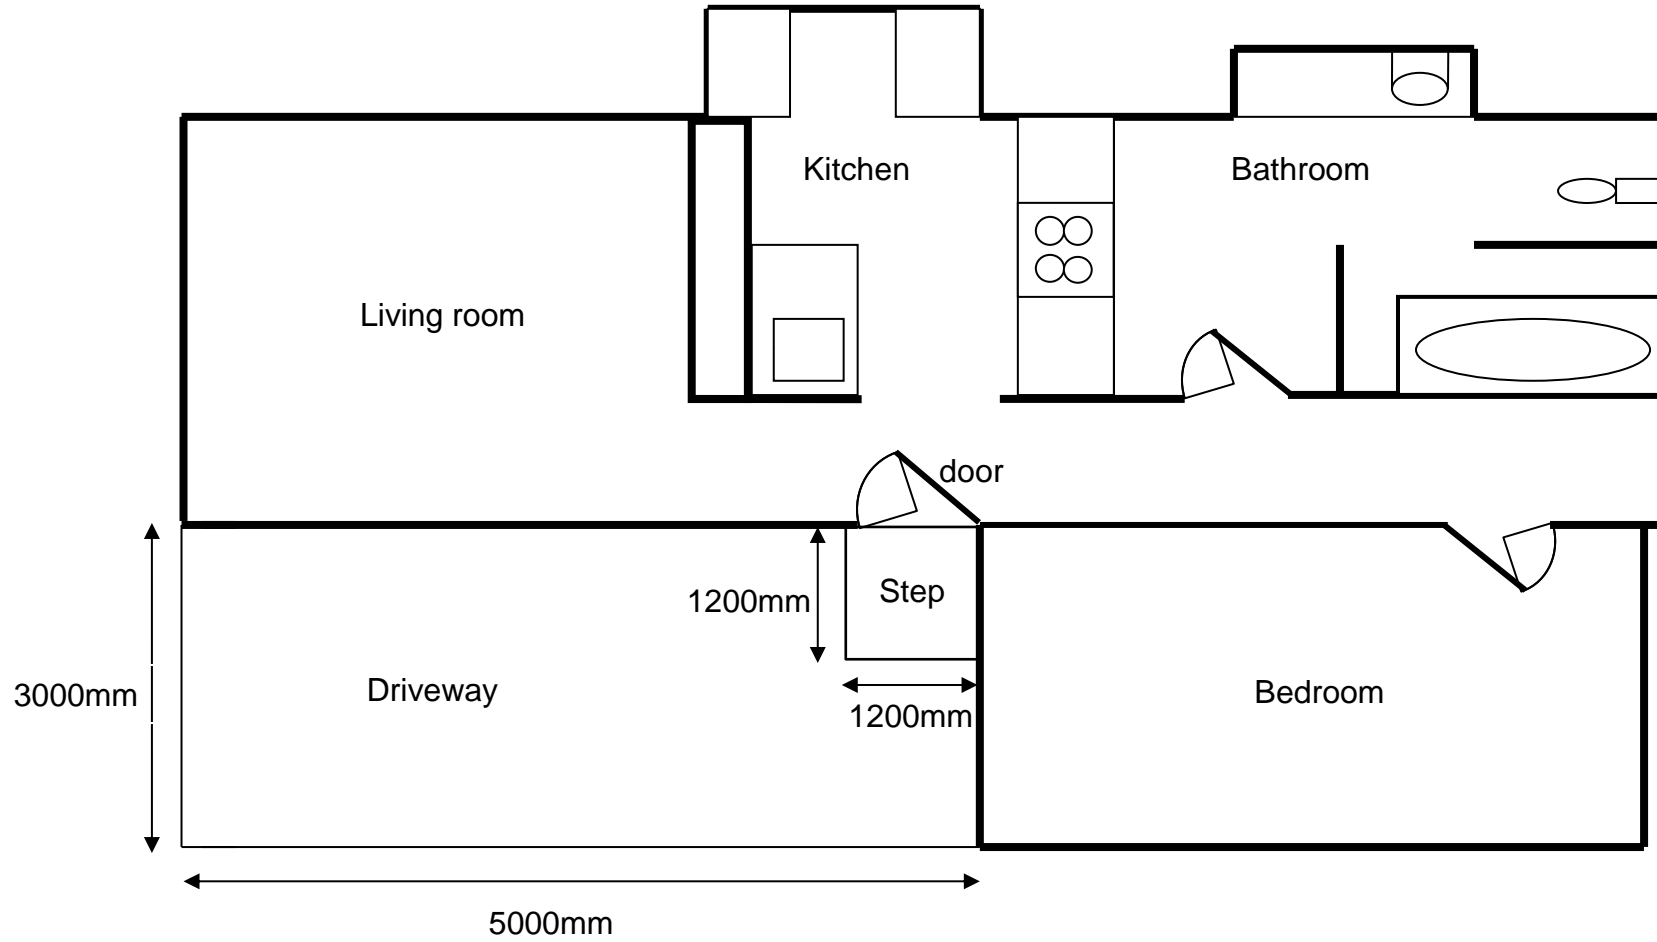 Kitchen
Bathroom
Living room
door
Step
1200mm
3000mm
Driveway
Bedroom
1200mm
5000mm